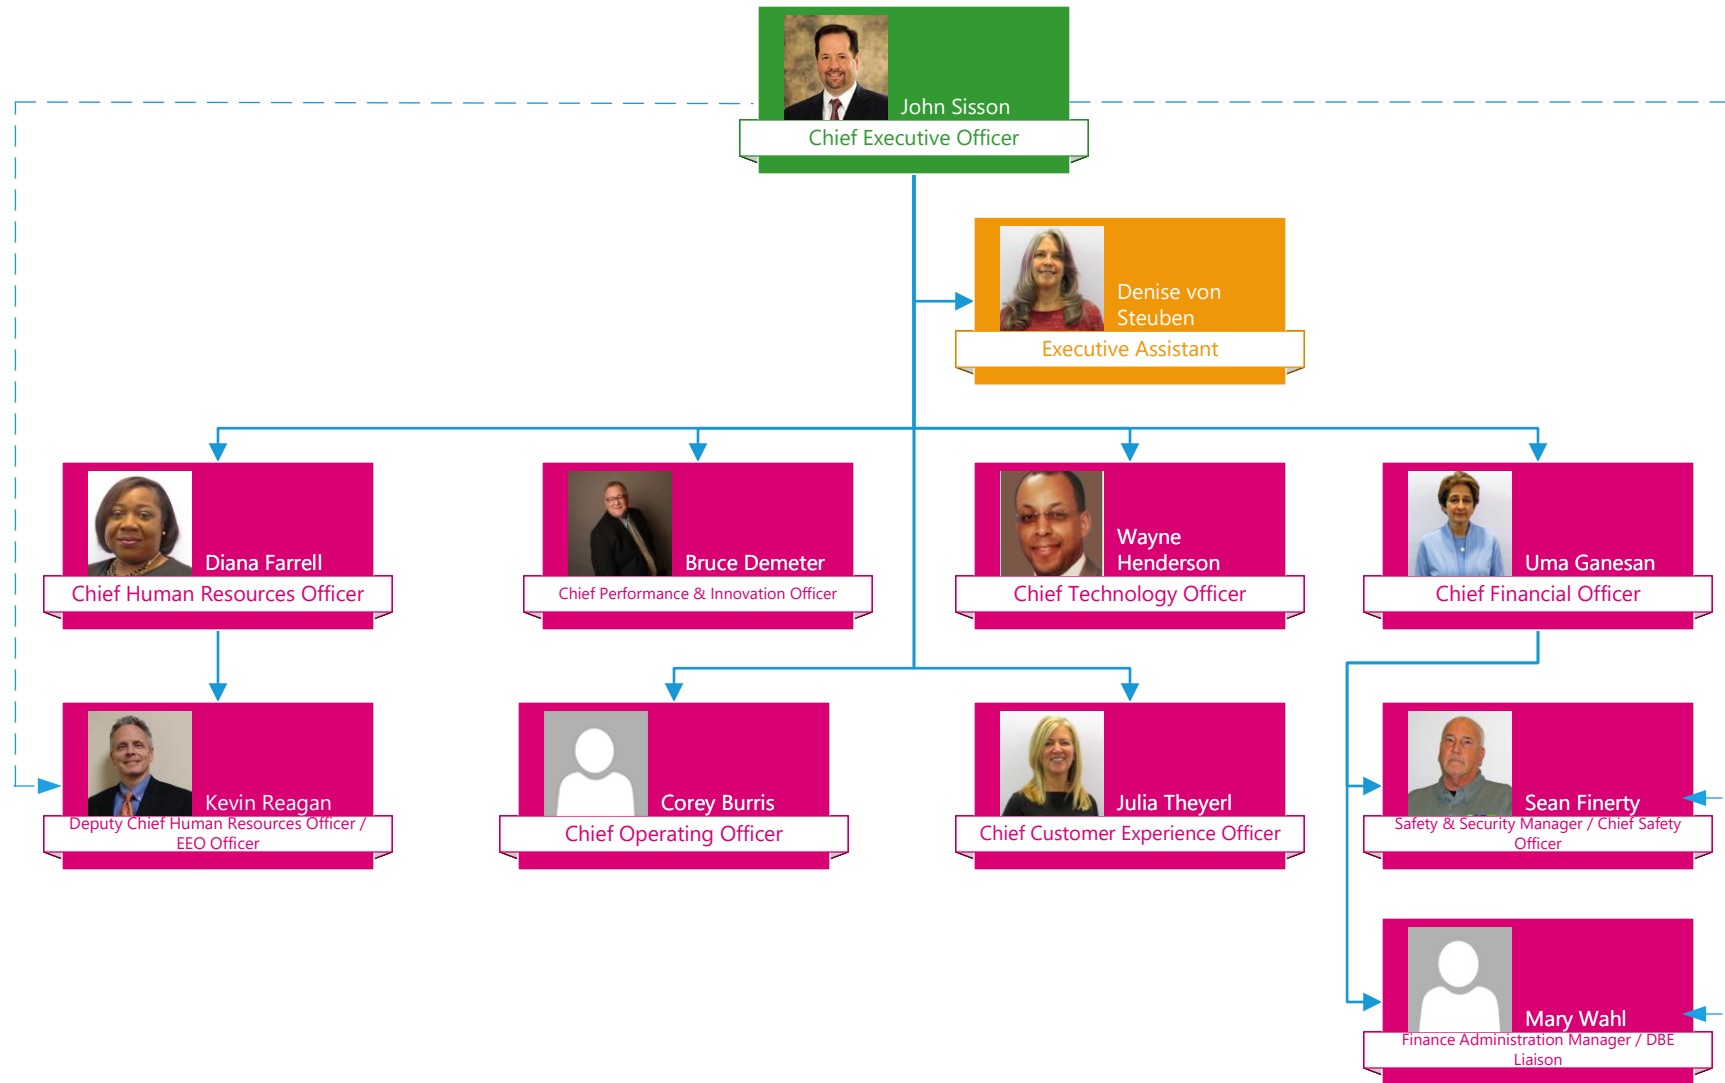 John Sisson
Chief Executive Officer
Denise von
Steuben
Executive Assistant
Diana Farrell
Chief Human Resources Officer
Bruce Demeter
Chief Performance & Innovation Officer
Wayne
Henderson
Chief Technology Officer
Uma Ganesan
Chief Financial Officer
Kevin Reagan
Deputy Chief Human Resources Officer /
EEO Officer
Corey Burris
Chief Operating Officer
Julia Theyerl
Chief Customer Experience Officer
Sean Finerty
Safety & Security Manager / Chief Safety
Officer
Mary Wahl
Finance Administration Manager / DBE
Liaison